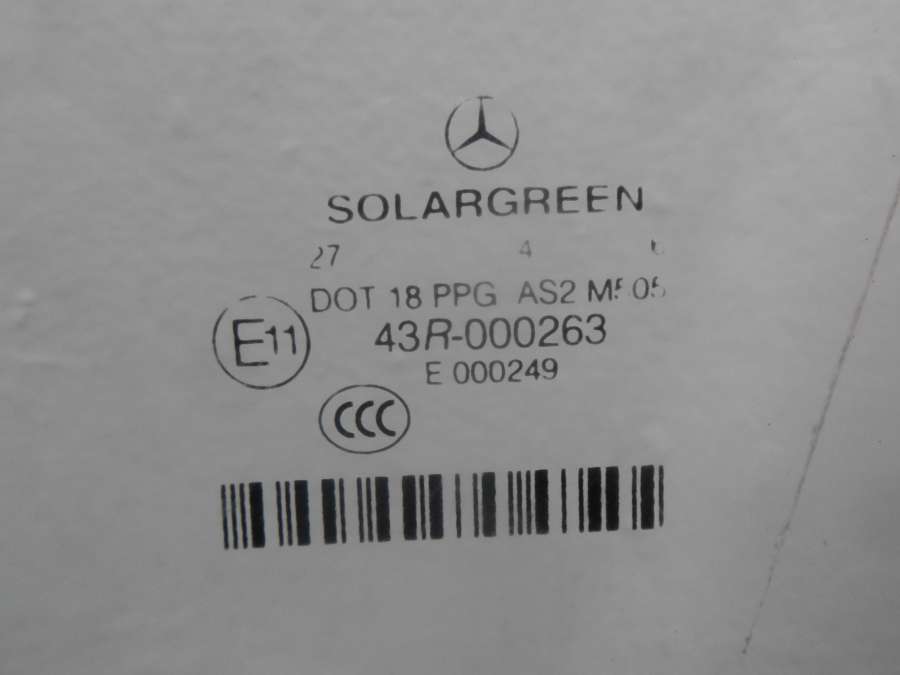 SOLARGREEN
27 4
DOT 18 PPG AS2
E11
43R-000263
E 000249
CCC